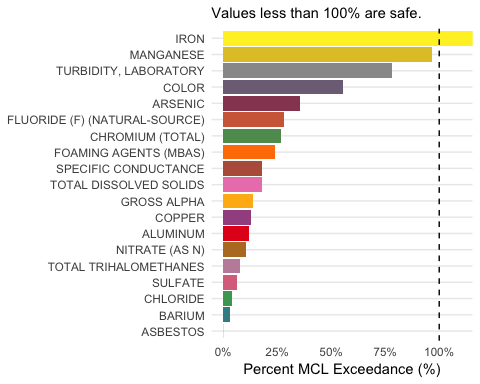 Values less than 100% are safe.
IRON
MANGANESE
TURBIDITY, LABORATORY
COLOR
ARSENIC
FLUORIDE (F) (NATURAL-SOURCE)
CHROMIUM (TOTAL)
FOAMING AGENTS (MBAS)
SPECIFIC CONDUCTANCE
TOTAL DISSOLVED SOLIDS
GROSS ALPHA
COPPER
ALUMINUM
NITRATE (AS N)
TOTAL TRIHALOMETHANES
SULFATE
CHLORIDE
BARIUM
ASBESTOS
0% 25% 50% 75% 100%
Percent MCL Exceedance (%)